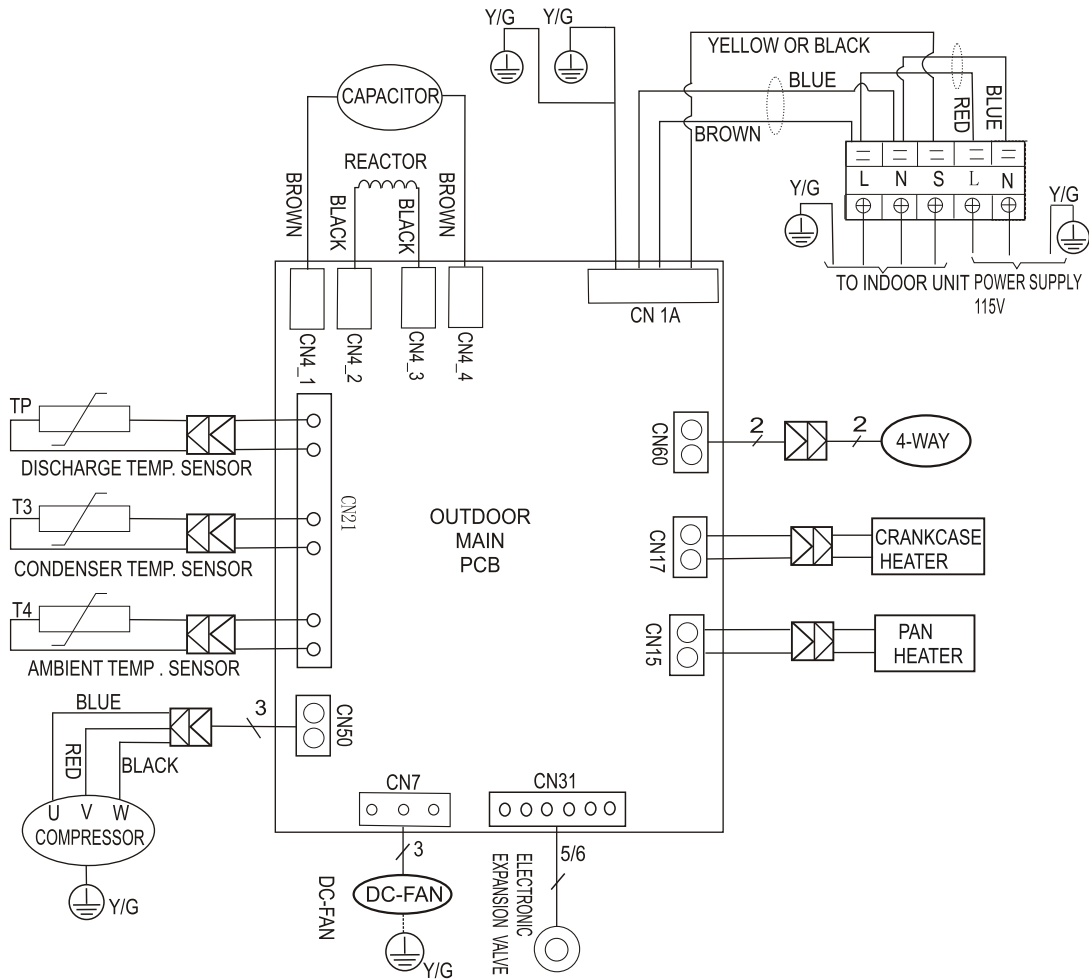 Y/G
Y/G
YELLOW OR BLACK
BLUE
BROWN
RED
BLUE
CAPACITOR
REACTOR
BROWN
BLACK
BLACK
BROWN
L N S L N
Y/G
Y/G
TO INDOOR UNIT
POWER SUPPLY
115V
CN4_1
CN4_2
CN4_3
CN4_4
CN 1A
TP
DISCHARGE TEMP. SENSOR
T3
CONDENSER TEMP. SENSOR
T4
AMBIENT TEMP . SENSOR
CN21
OUTDOOR
MAIN
PCB
CN60
2
2
4-WAY
CN17
CRANKCASE
HEATER
CN15
PAN
HEATER
BLUE
RED
BLACK
3
CN50
U V W
COMPRESSOR
Y/G
CN7
3
DC-FAN
DC-FAN
Y/G
CN31
5/6
ELECTRONIC
EXPANSION VALVE